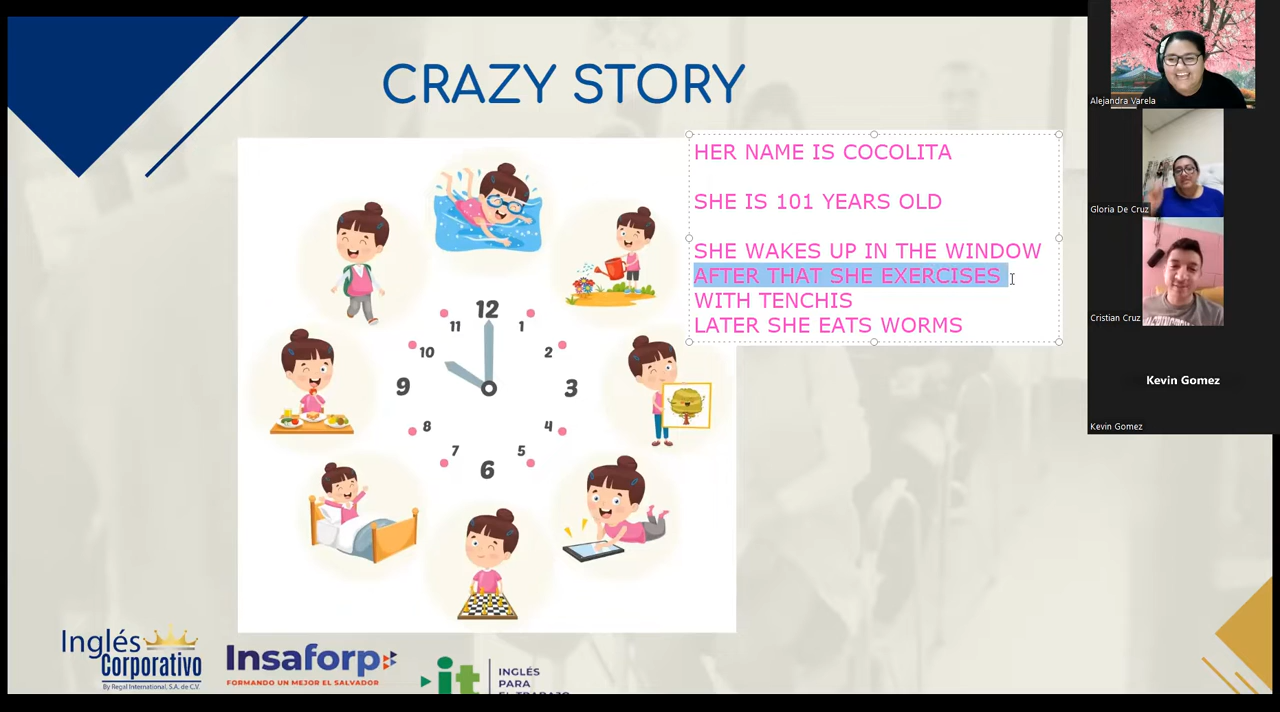 CRAZY STORY
HER NAME IS COCOLITA
SHE IS 101 YEARS OLD
SHE WAKES UP IN THE WINDOW
AFTER THAT SHE EXERCISES
WITH TENCHIS
LATER SHE EATS WORMS
12
11
1
10
2
9
3
8
4
7
5
6
Alejandra Varela
Gloria De Cruz
Cristian Cruz
Kevin Gomez
Kevin Gomez
Inglés
Corporativo
By Regal International, S.A. de C.V.
Insaforp
FORMANDO UN MEJOR EL SALVADOR
it
INGLÉS
PARA
EL TRABAJO